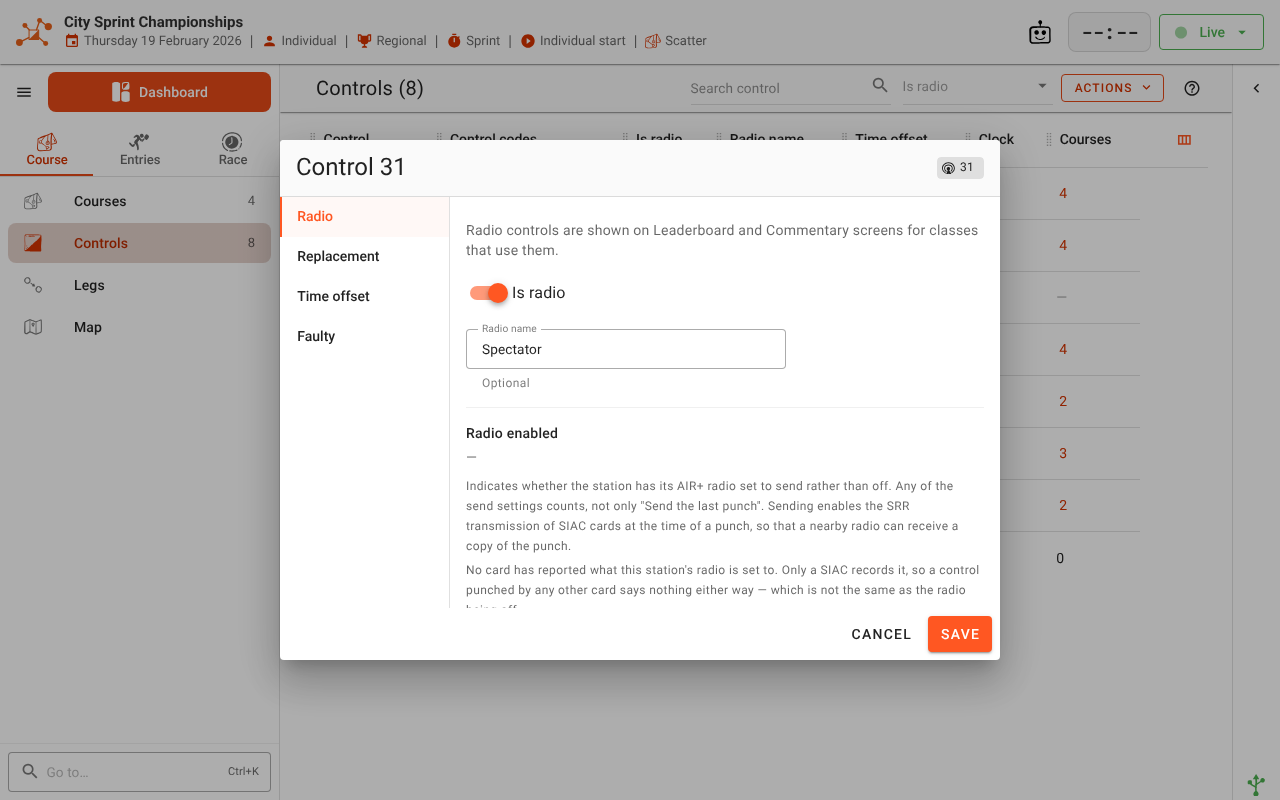 City Sprint Championships
Thursday 19 February 2026 | Individual | Regional | Sprint | Individual start | Scatter
--:--
Live
Dashboard
Controls (8)
Search control
Is radio
ACTIONS
Course
Entries
Race
Control
Control codes
Is radio
Radio name
Time offset
Clock
Courses
Courses 4
Controls 8
Legs
Map
4
4
—
4
2
3
2
0
Control 31
31
Radio
Replacement
Time offset
Faulty
Radio controls are shown on Leaderboard and Commentary screens for classes
that use them.
Is radio
Radio name
Spectator
Optional
Radio enabled
—
Indicates whether the station has its AIR+ radio set to send rather than off. Any of the
send settings counts, not only "Send the last punch". Sending enables the SRR
transmission of SIAC cards at the time of a punch, so that a nearby radio can receive a
copy of the punch.
No card has reported what this station's radio is set to. Only a SIAC records it, so a control
punched by any other card says nothing either way — which is not the same as the radio
being off.
CANCEL
SAVE
Go to...
Ctrl+K